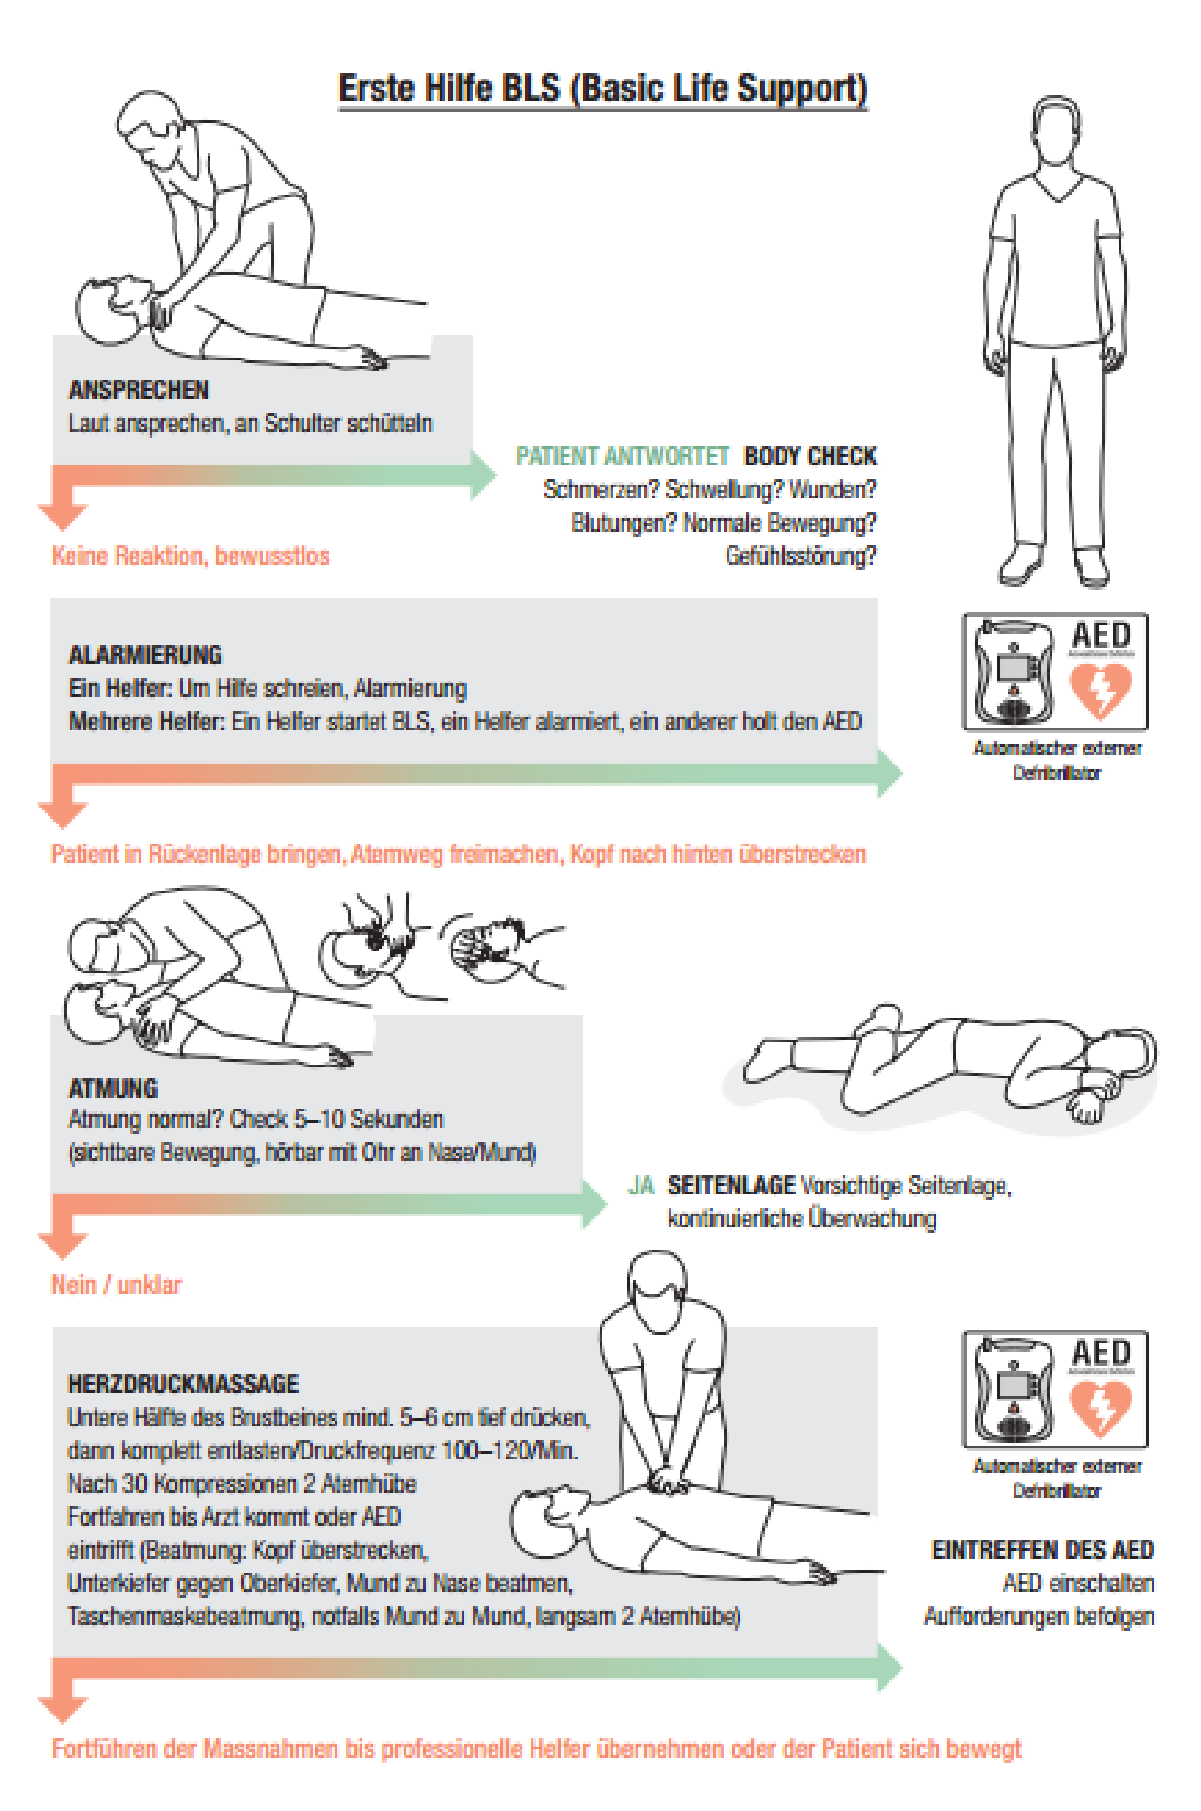 Erste Hilfe BLS (Basic Life Support)
ANSPRECHEN
Laut ansprechen, an Schulter schütteln
PATIENT ANTWORTET BODY CHECK
Schmerzen? Schwellung? Wunden?
Blutungen? Normale Bewegung?
Gefühlsstörung?
Keine Reaktion, bewusstlos
ALARMIERUNG
Ein Helfer: Um Hilfe schreien, Alarmierung
Mehrere Helfer: Ein Helfer startet BLS, ein Helfer alarmiert, ein anderer holt den AED
AED
Automatischer externer
Defribrillator
Patient in Rückenlage bringen, Atemweg freimachen, Kopf nach hinten überstrecken
ATMUNG
Atmung normal? Check 5–10 Sekunden
(sichtbare Bewegung, hörbar mit Ohr an Nase/Mund)
JA SEITENLAGE Vorsichtige Seitenlage,
kontinuierliche Überwachung
Nein / unklar
HERZDRUCKMASSAGE
Untere Hälfte des Brustbeines mind. 5–6 cm tief drücken,
dann komplett entlasten/Druckfrequenz 100–120/Min.
Nach 30 Kompressionen 2 Atemhübe
Fortfahren bis Arzt kommt oder AED
eintrifft (Beatmung: Kopf überstrecken,
Unterkiefer gegen Oberkiefer, Mund zu Nase beatmen,
Taschenmaskebeatmung, notfalls Mund zu Mund, langsam 2 Atemhübe)
AED
Automatischer externer
Defribrillator
EINTREFFEN DES AED
AED einschalten
Aufforderungen befolgen
Fortführen der Massnahmen bis professionelle Helfer übernehmen oder der Patient sich bewegt